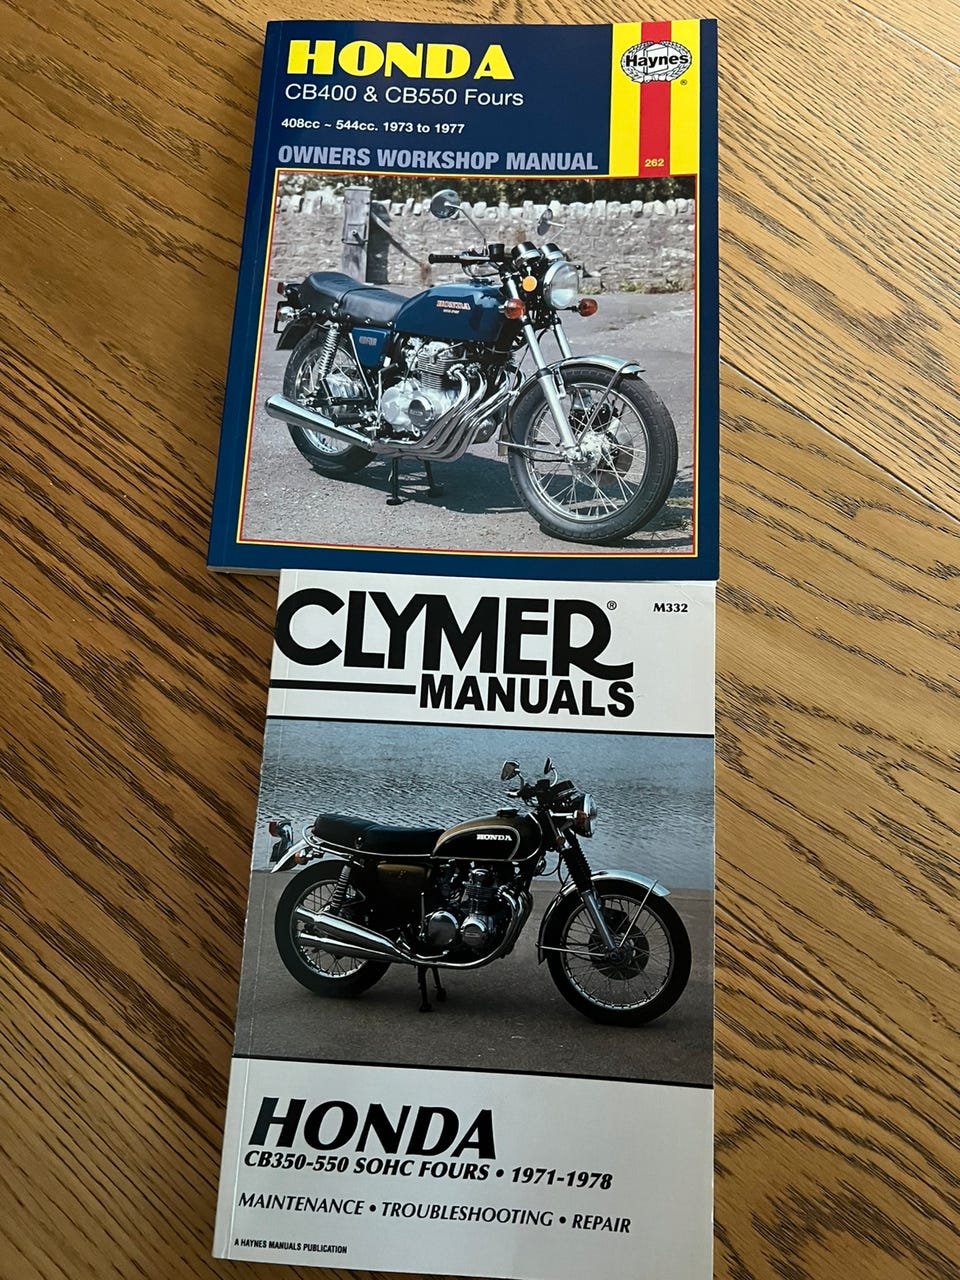 HONDA
CB400 & CB550 Fours
408cc ~ 544cc. 1973 to 1977
OWNERS WORKSHOP MANUAL
Haynes
®
262
HONDA
CLYMER®
M332
MANUALS
HONDA
HONDA
CB350-550 SOHC FOURS • 1971-1978
MAINTENANCE • TROUBLESHOOTING • REPAIR
A HAYNES MANUALS PUBLICATION